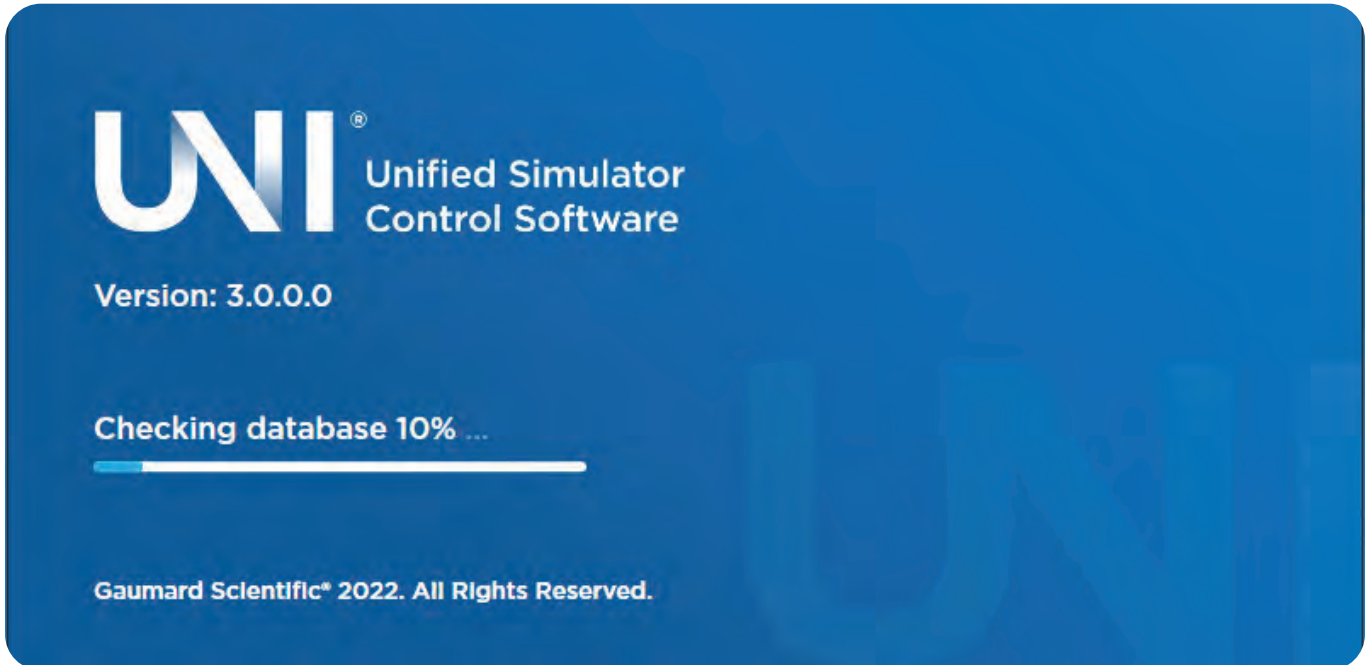 UNI®
Unified Simulator
Control Software
Version: 3.0.0.0
Checking database 10% ...
Gaumard Scientific® 2022. All Rights Reserved.
UNI